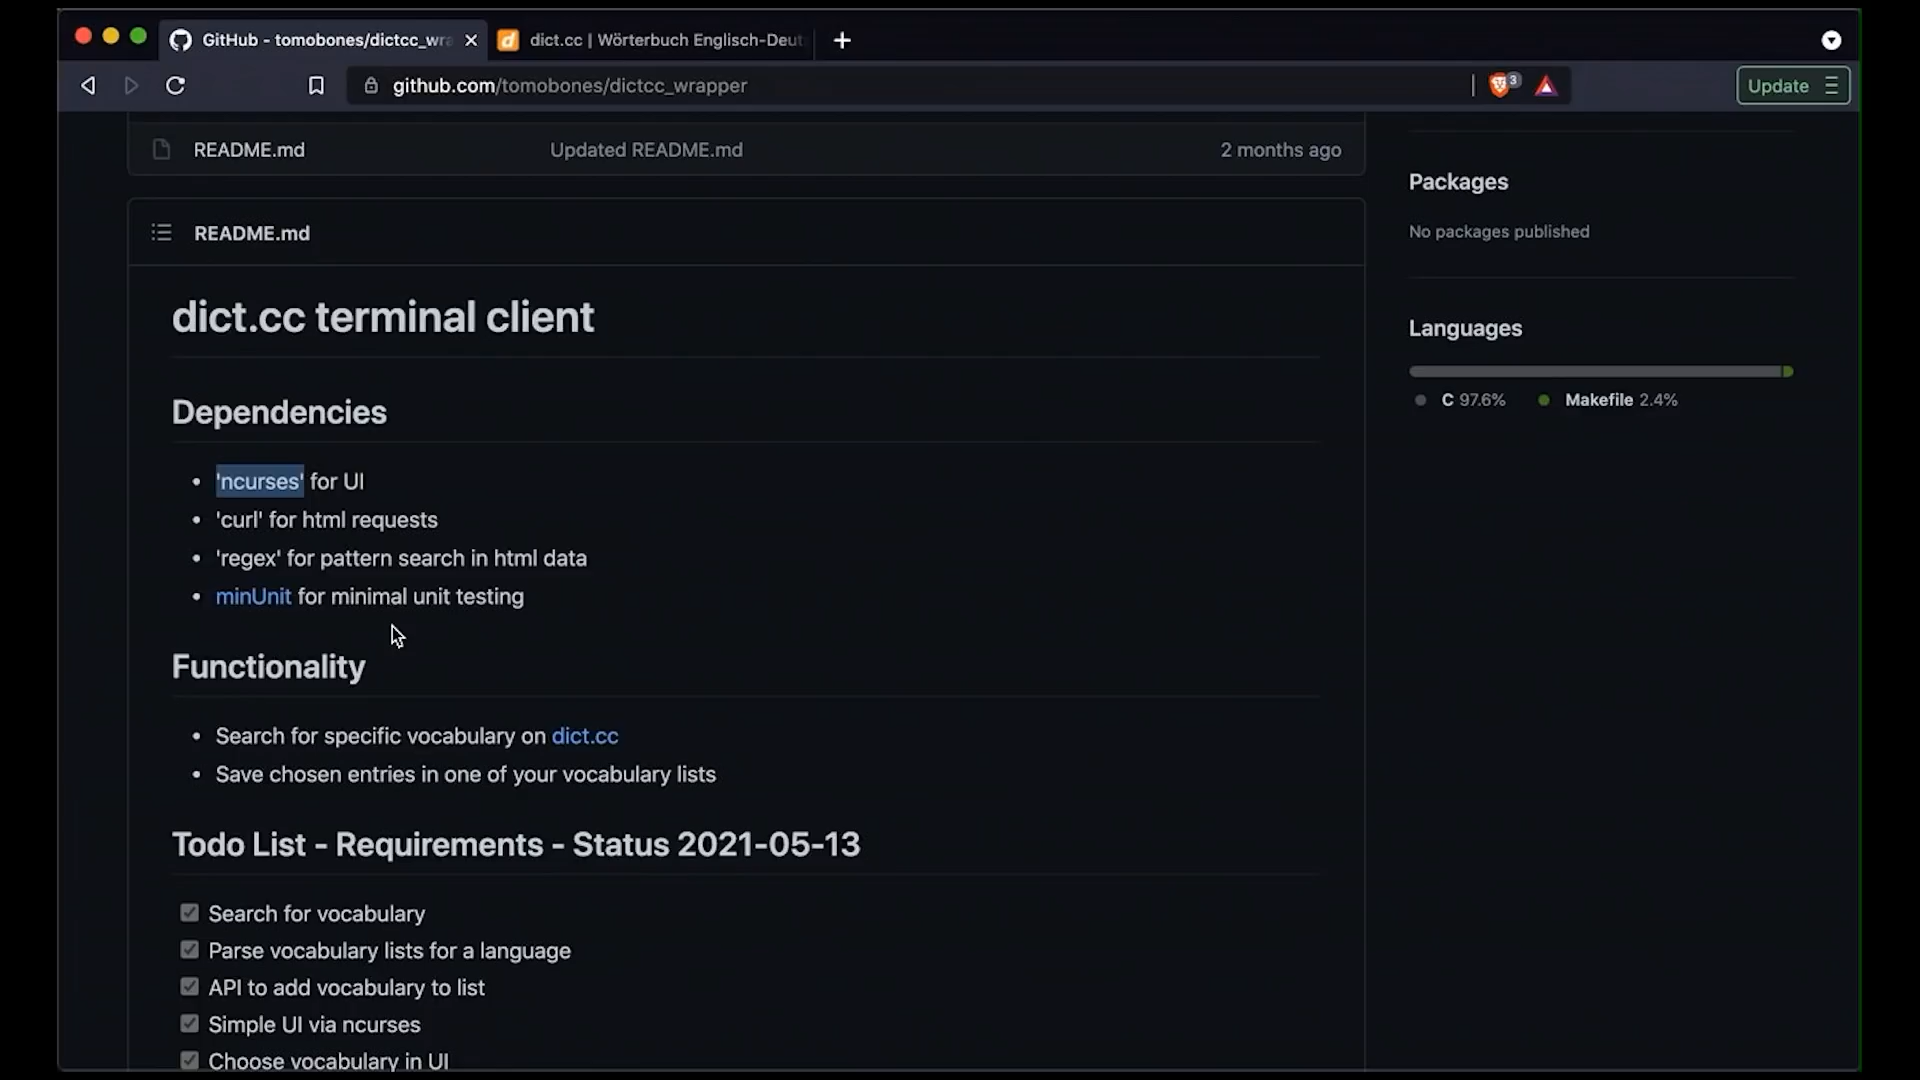 GitHub - tomobones/dictcc_wra
dict.cc | Wörterbuch Englisch-Deut
github.com/tomobones/dictcc_wrapper
3
Update
README.md
Updated README.md
2 months ago
README.md
dict.cc terminal client
Dependencies
'ncurses' for UI
'curl' for html requests
'regex' for pattern search in html data
minUnit for minimal unit testing
Functionality
Search for specific vocabulary on dict.cc
Save chosen entries in one of your vocabulary lists
Todo List - Requirements - Status 2021-05-13
Search for vocabulary
Parse vocabulary lists for a language
API to add vocabulary to list
Simple UI via ncurses
Choose vocabulary in UI
Packages
No packages published
Languages
C 97.6% Makefile 2.4%